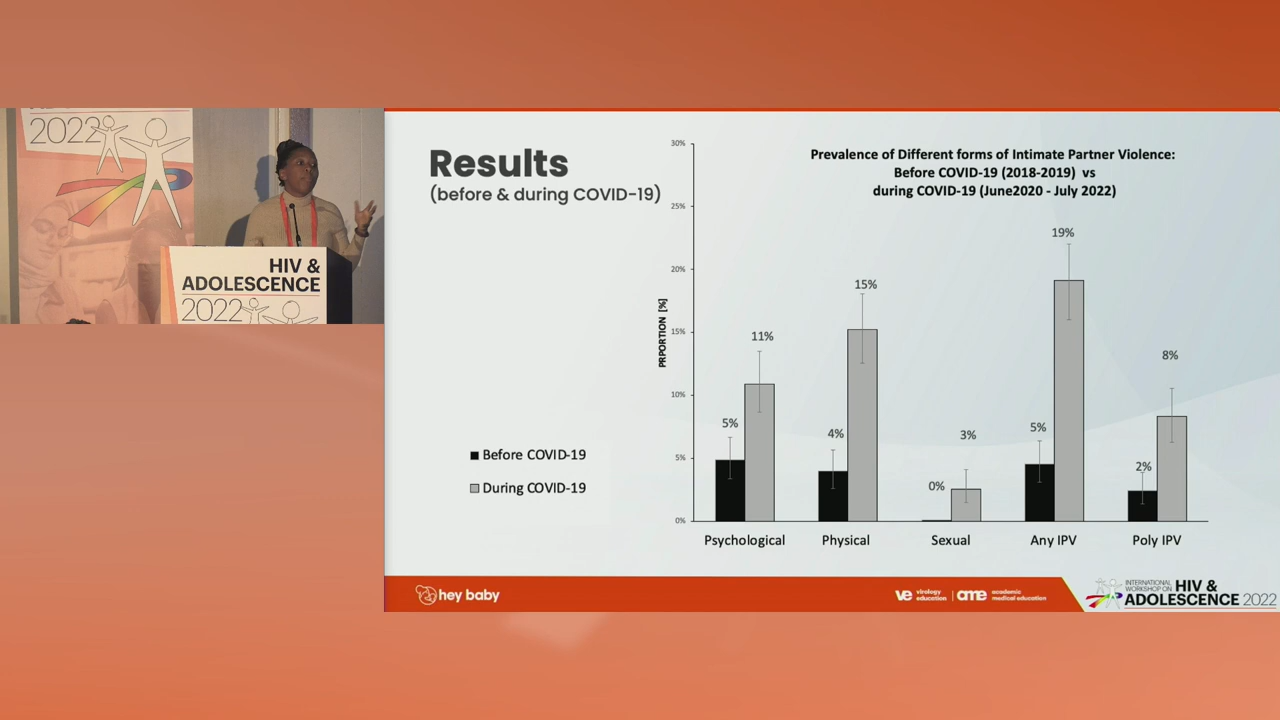 2022
HIV &
ADOLESCENCE
2022
Results
(before & during COVID-19)
Prevalence of Different forms of Intimate Partner Violence:
Before COVID-19 (2018-2019) vs
during COVID-19 (June2020 - July 2022)
PRPORTION [%]
30%
25%
20%
15%
10%
5%
0%
5%
11%
4%
15%
0%
3%
5%
19%
2%
8%
Psychological
Physical
Sexual
Any IPV
Poly IPV
Before COVID-19
During COVID-19
hey baby
ve virology education | ame academic medical education
INTERNATIONAL
WORKSHOP ON HIV &
ADOLESCENCE 2022